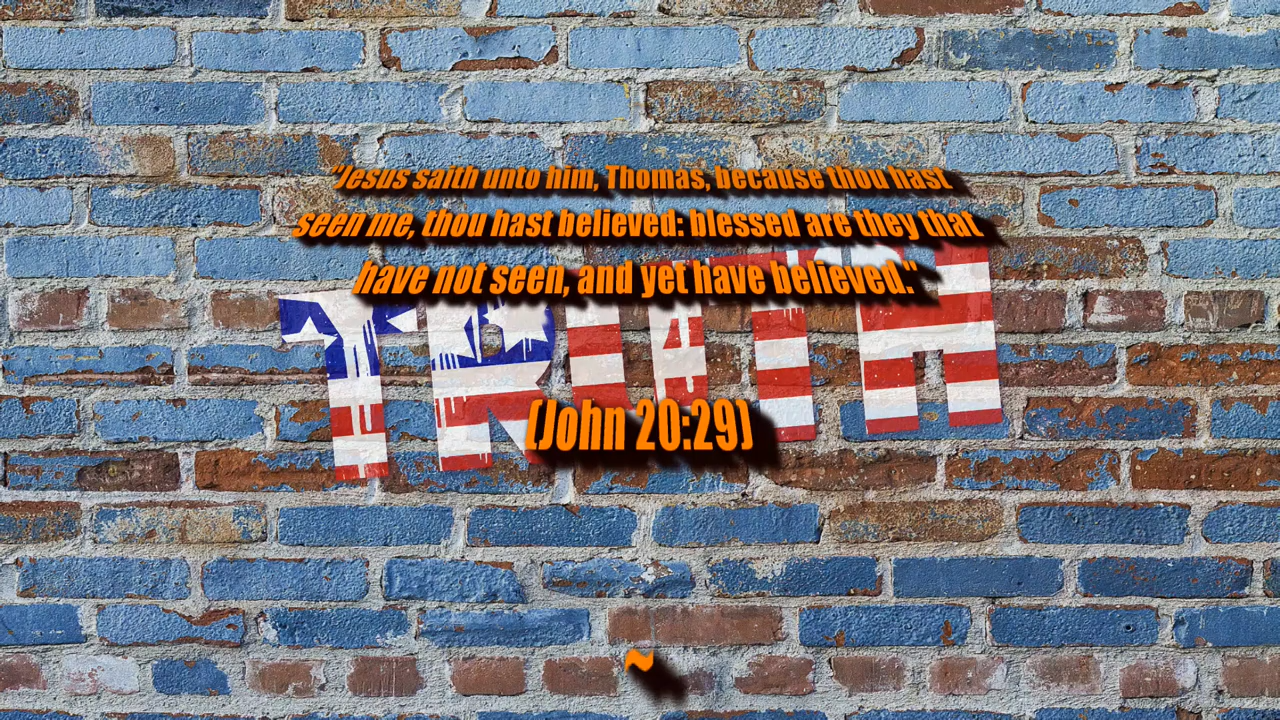 "Jesus saith unto him, Thomas, because thou hast
seen me, thou hast believed: blessed are they that
have not seen, and yet have believed."
TRUTH
(John 20:29)
~